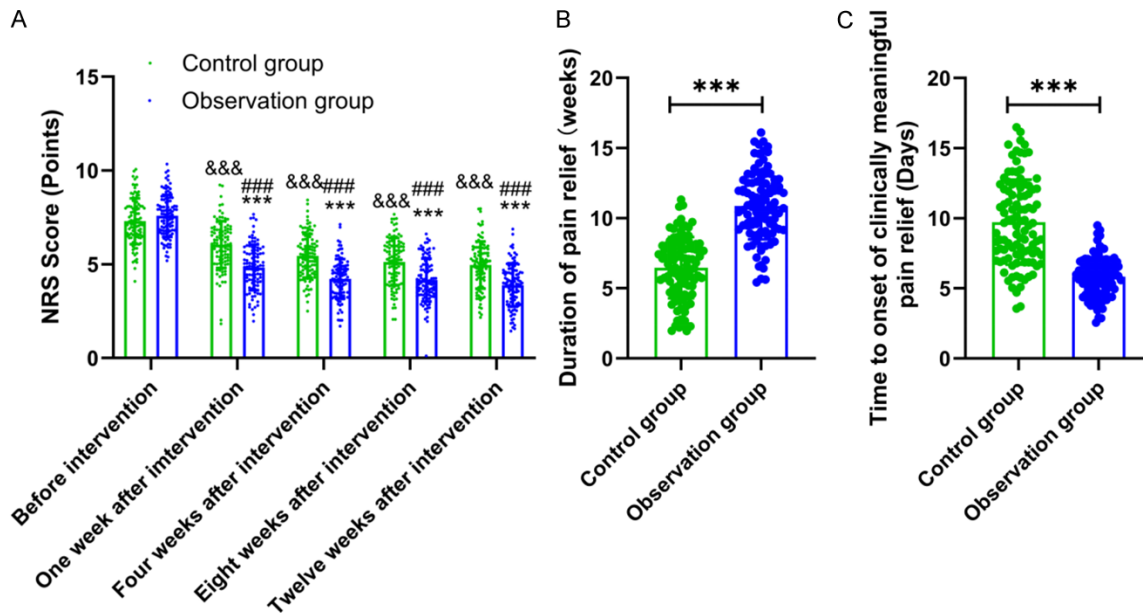 A
Control group
Observation group
NRS Score (Points)
15
10
5
0
&&&
###
***
&&&
###
***
&&&
###
***
&&&
###
***
Before intervention
One week after imtervention
Four weeks after intervention
Eight weeks after intervention
Twelve weeks after intervention
B
Duration of pain relief（weeks)
20
15
10
5
0
***
Control group
Observation group
C
Time to onset of clinically meaningful
pain relief (Days)
20
15
10
5
0
***
Control group
Observation group